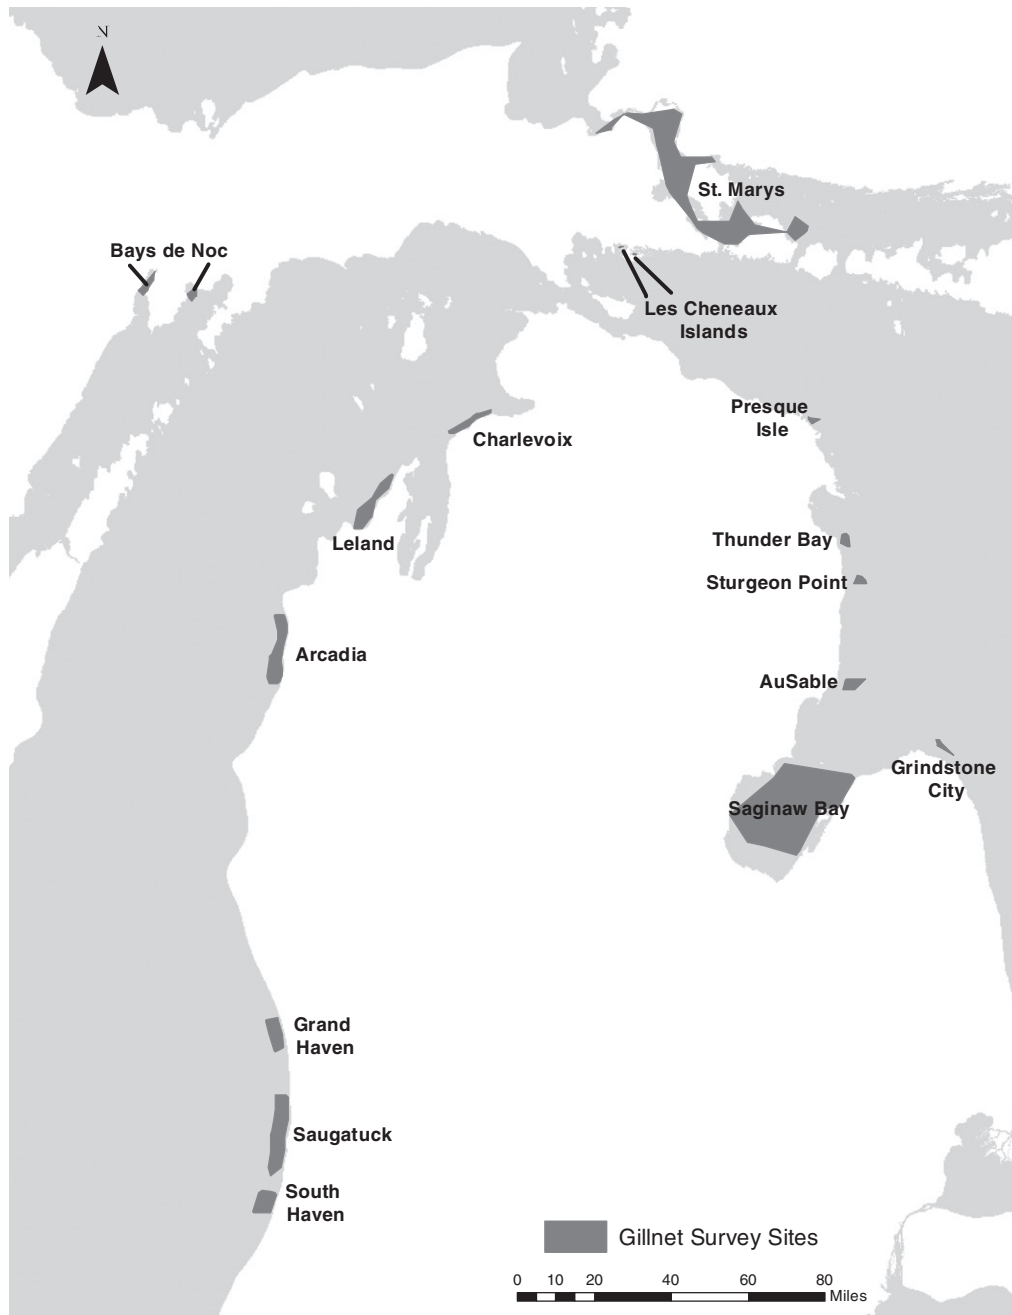 N
St. Marys
Bays de Noc
Les Cheneaux
Islands
Presque
Isle
Charlevoix
Leland
Thunder Bay
Sturgeon Point
Arcadia
AuSable
Grindstone
City
Saginaw Bay
Grand
Haven
Saugatuck
South
Haven
Gillnet Survey Sites
0 10 20 40 60 80
Miles